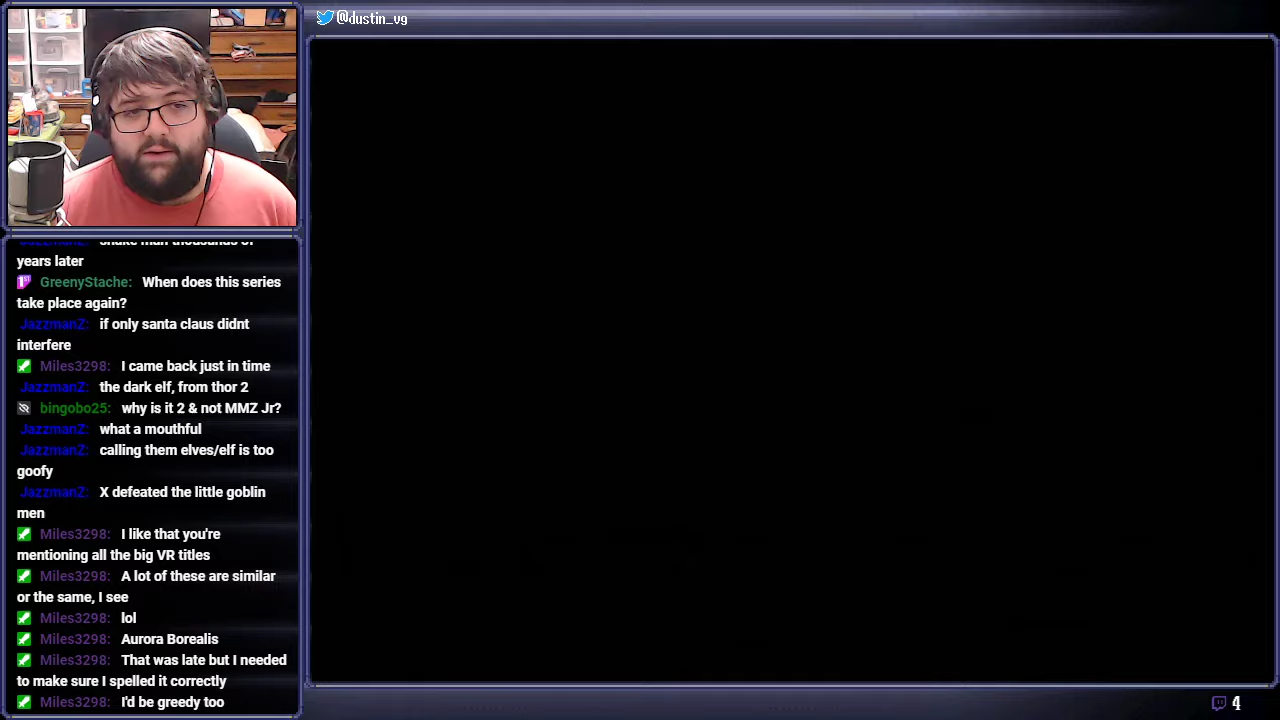 @dustin_vg
years later
GreenyStache: When does this series
take place again?
JazzmanZ: if only santa claus didnt
interfere
Miles3298: I came back just in time
JazzmanZ: the dark elf, from thor 2
bingobo25: why is it 2 & not MMZ Jr?
JazzmanZ: what a mouthful
JazzmanZ: calling them elves/elf is too
goofy
JazzmanZ: X defeated the little goblin
men
Miles3298: I like that you're
mentioning all the big VR titles
Miles3298: A lot of these are similar
or the same, I see
Miles3298: lol
Miles3298: Aurora Borealis
Miles3298: That was late but I needed
to make sure I spelled it correctly
Miles3298: I'd be greedy too
4